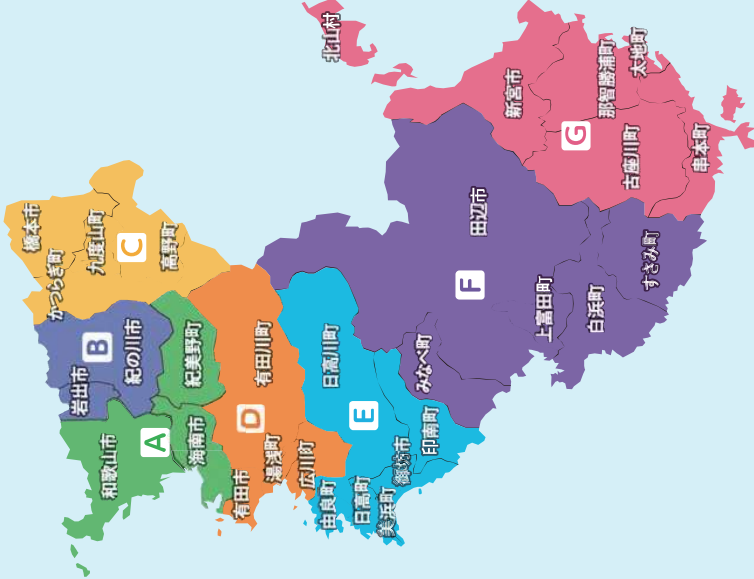 橋本市
かつらぎ町
九度山町
C
高野町
B
岩出市
紀の川市
和歌山市
A
海南市
紀美野町
D
有田川町
有田市
湯浅町
広川町
日高川町
E
由良町
日高町
美浜町
御坊市
印南町
みなべ町
F
田辺市
上富田町
白浜町
すさみ町
北山村
新宮市
G
那智勝浦町
太地町
古座川町
串本町